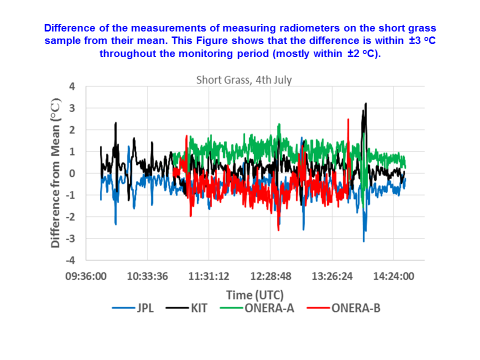 Difference of the measurements of measuring radiometers on the short grass
sample from their mean. This Figure shows that the difference is within ±3 °C
throughout the monitoring period (mostly within ±2 °C).
Short Grass, 4th July
4
3
2
1
0
-1
-2
-3
-4
Difference from Mean (°C)
09:36:00 10:33:36 11:31:12 12:28:48 13:26:24 14:24:00
Time (UTC)
JPL KIT ONERA-A ONERA-B